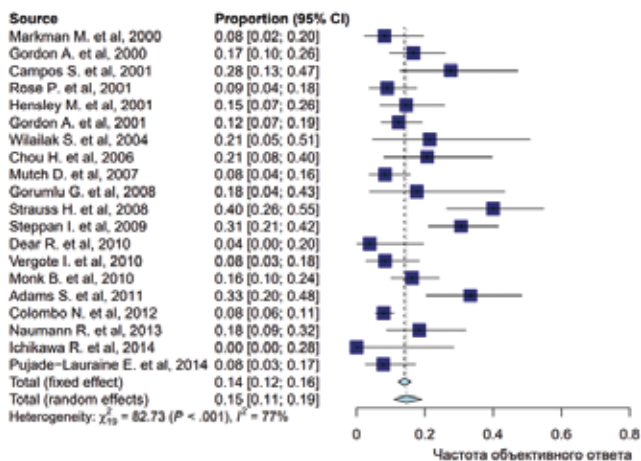 Source Proportion (95% CI)
Markman M. et al, 2000 0.08 [0.02; 0.20]
Gordon A. et al, 2000 0.17 [0.10; 0.26]
Campos S. et al, 2001 0.28 [0.13; 0.47]
Rose P. et al, 2001 0.09 [0.04; 0.18]
Hensley M. et al, 2001 0.15 [0.07; 0.26]
Gordon A. et al, 2001 0.12 [0.07; 0.19]
Wilailak S. et al, 2004 0.21 [0.05; 0.51]
Chou H. et al, 2006 0.21 [0.08; 0.40]
Mutch D. et al, 2007 0.08 [0.04; 0.16]
Gorumlu G. et al, 2008 0.18 [0.04; 0.43]
Strauss H. et al, 2008 0.40 [0.26; 0.55]
Steppan I. et al, 2009 0.31 [0.21; 0.42]
Dear R. et al, 2010 0.04 [0.00; 0.20]
Vergote I. et al, 2010 0.08 [0.03; 0.18]
Monk B. et al, 2010 0.16 [0.10; 0.24]
Adams S. et al, 2011 0.33 [0.20; 0.48]
Colombo N. et al, 2012 0.08 [0.06; 0.11]
Naumann R. et al, 2013 0.18 [0.09; 0.32]
Ichikawa R. et al, 2014 0.00 [0.00; 0.28]
Pujade-Lauraine E. et al, 2014 0.08 [0.03; 0.17]
Total (fixed effect) 0.14 [0.12; 0.16]
Total (random effects) 0.15 [0.11; 0.19]
Heterogeneity: χ²₁₉ = 82.73 (P < .001), I² = 77%
0 0.2 0.4 0.6 0.8
Частота объективного ответа